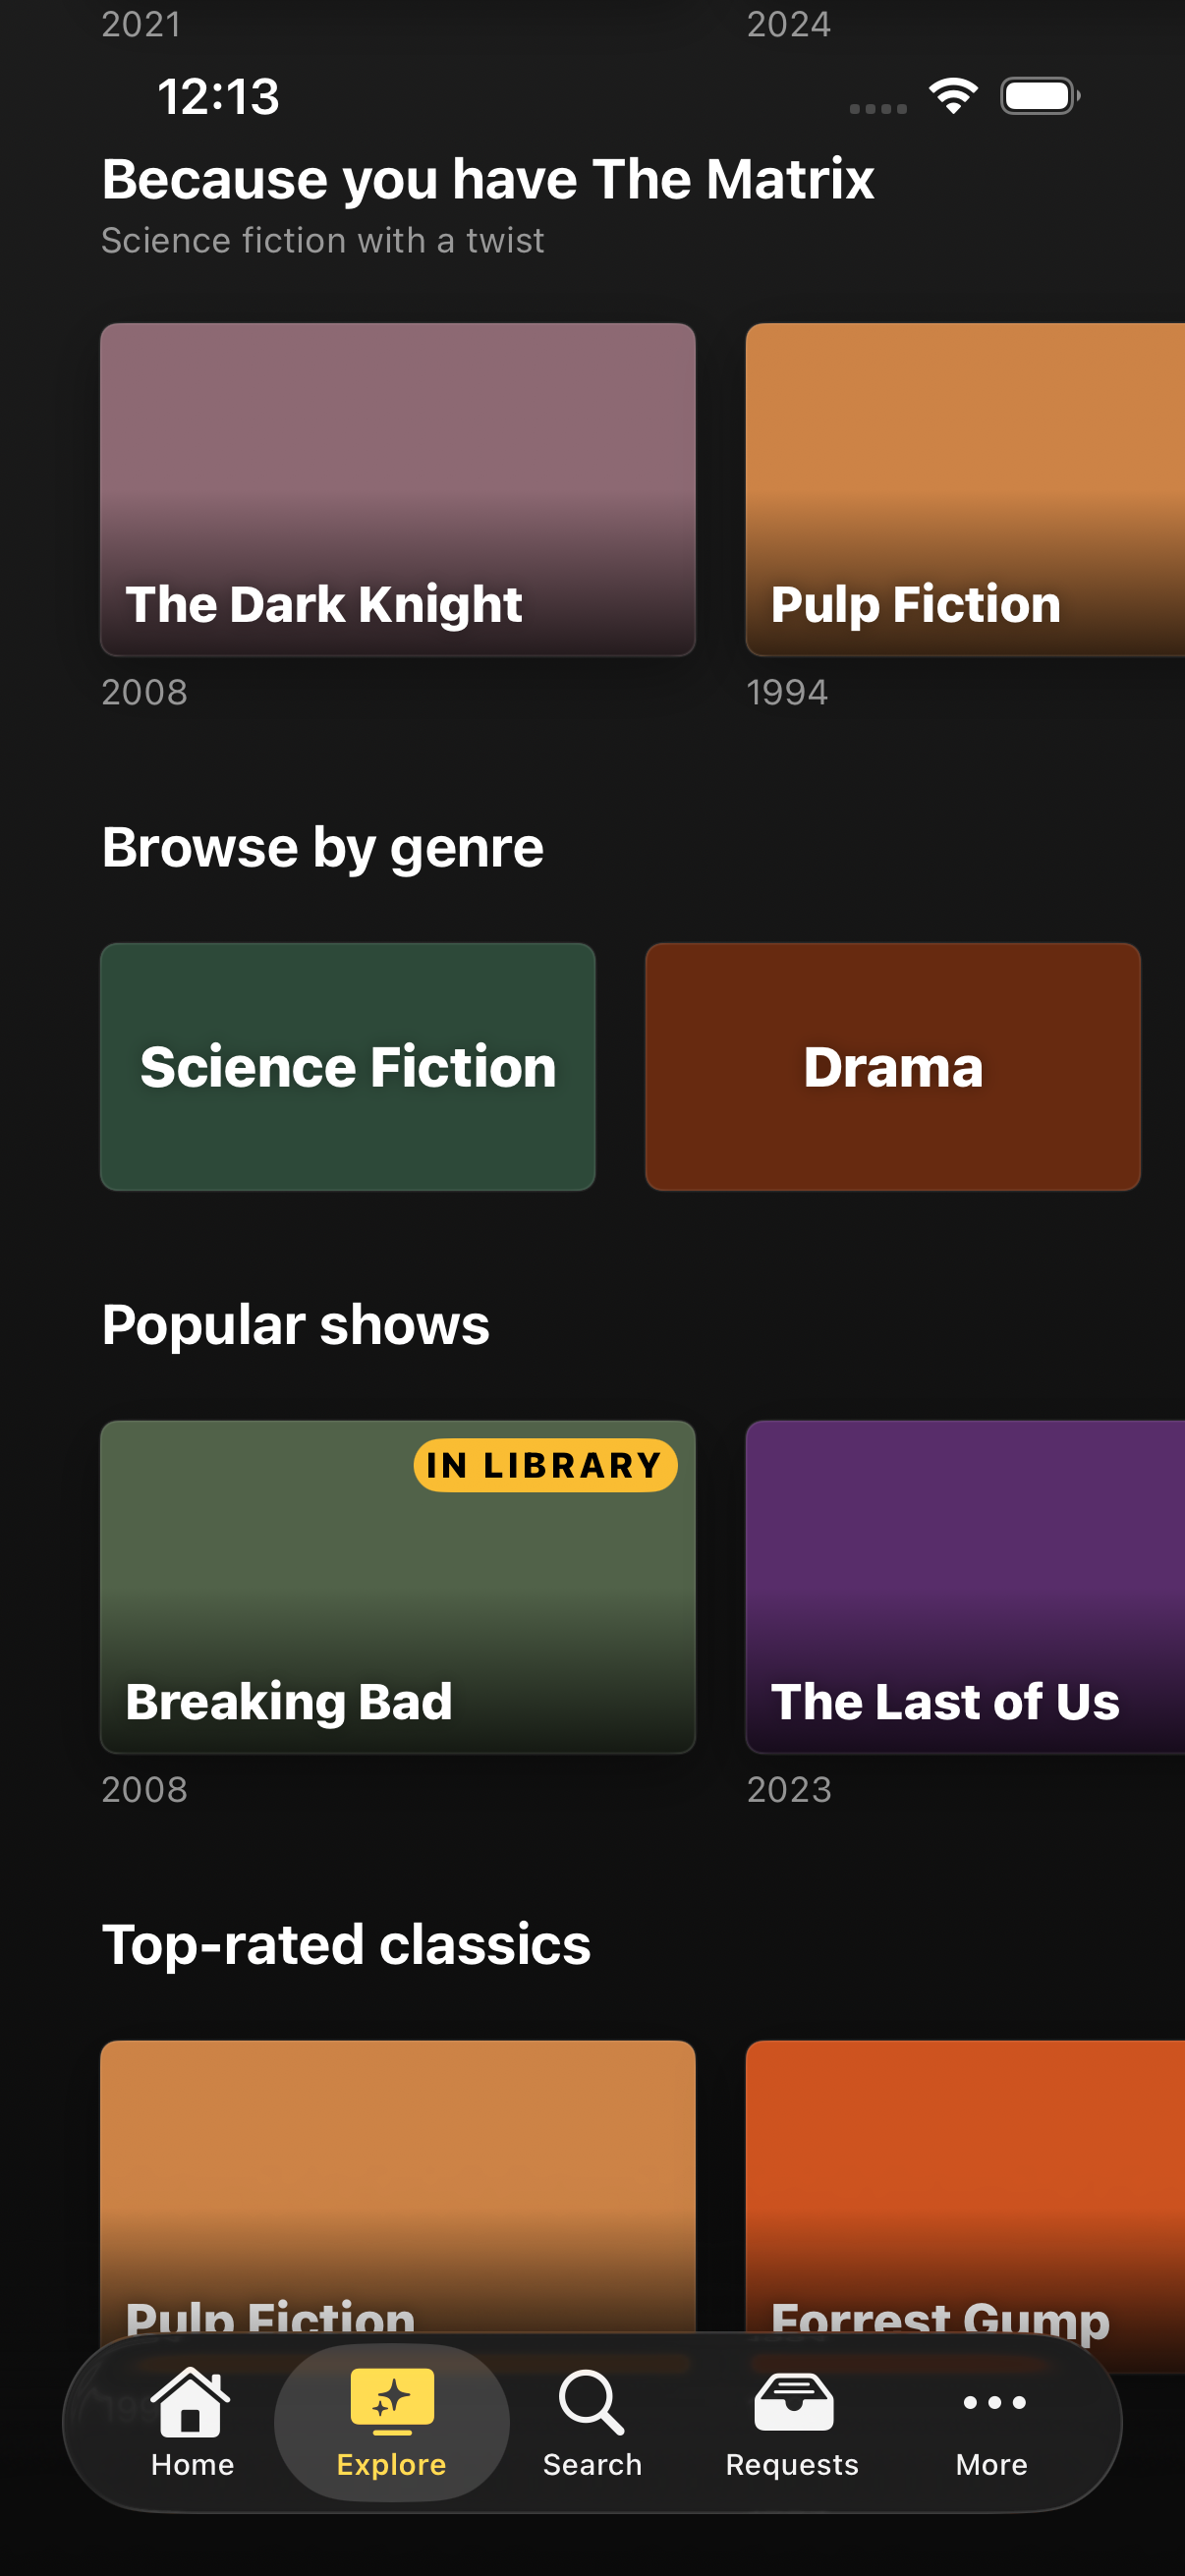 2021 2024
12:13
Because you have The Matrix
Science fiction with a twist
The Dark Knight Pulp Fiction
2008 1994
Browse by genre
Science Fiction Drama
Popular shows
IN LIBRARY
Breaking Bad The Last of Us
2008 2023
Top-rated classics
Pulp Fiction Forrest Gump
Home Explore Search Requests More